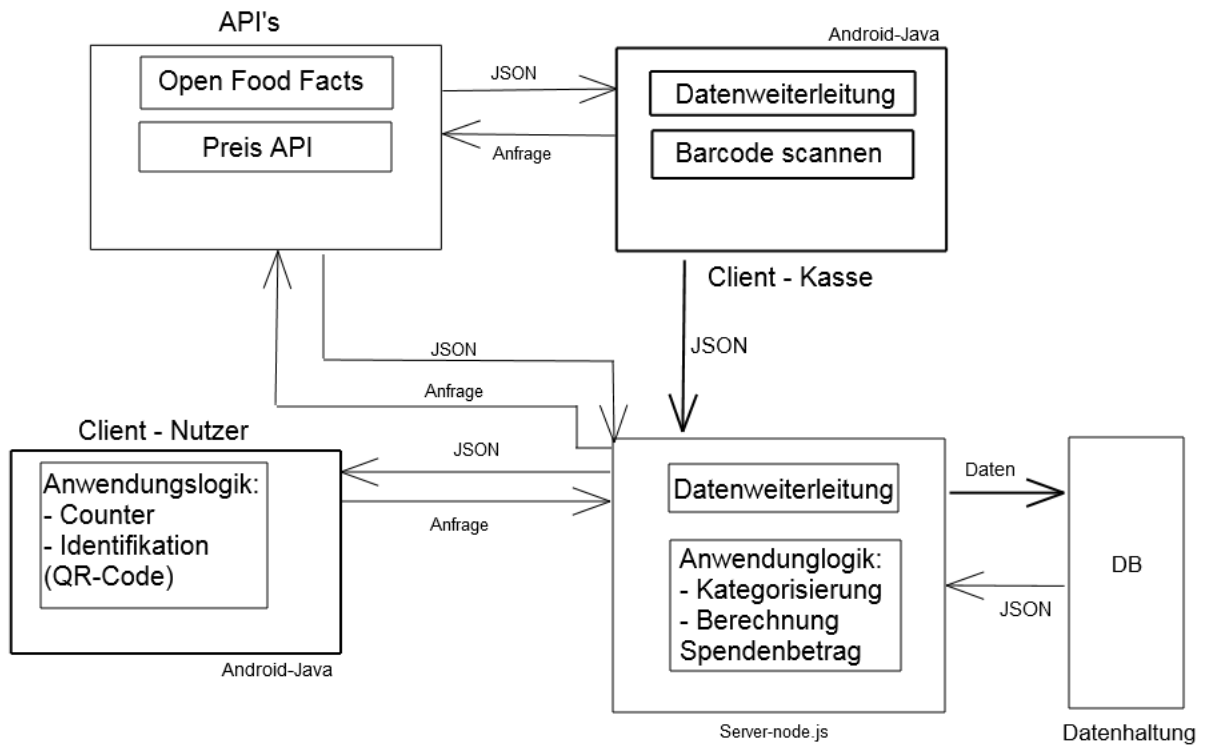 API's
Open Food Facts
Preis API
JSON
Anfrage
Android-Java
Datenweiterleitung
Barcode scannen
Client - Kasse
JSON
JSON
Anfrage
Client - Nutzer
Anwendungslogik:
- Counter
- Identifikation
(QR-Code)
Android-Java
JSON
Anfrage
Datenweiterleitung
Anwendunglogik:
- Kategorisierung
- Berechnung
Spendenbetrag
Server-node.js
Daten
JSON
DB
Datenhaltung